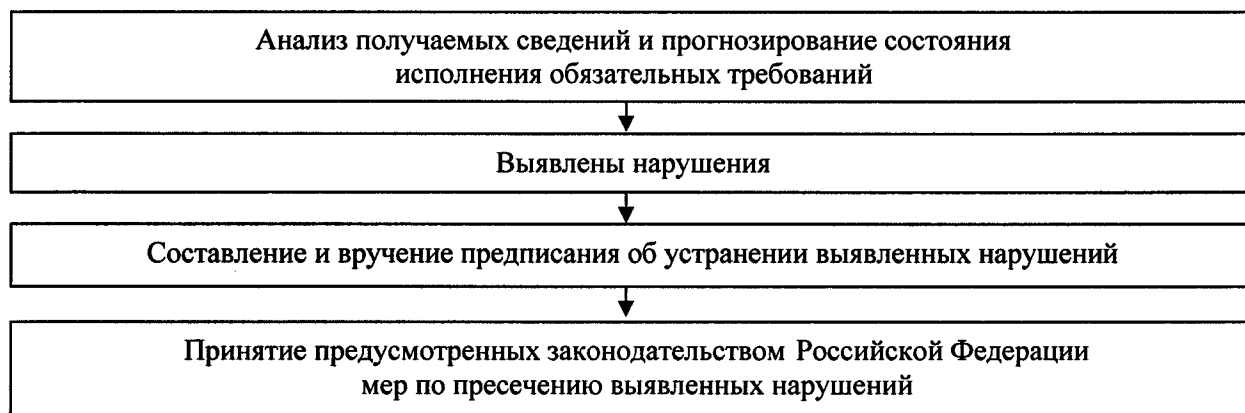 Анализ получаемых сведений и прогнозирование состояния
исполнения обязательных требований
Выявлены нарушения
Составление и вручение предписания об устранении выявленных нарушений
Принятие предусмотренных законодательством Российской Федерации
мер по пресечению выявленных нарушений